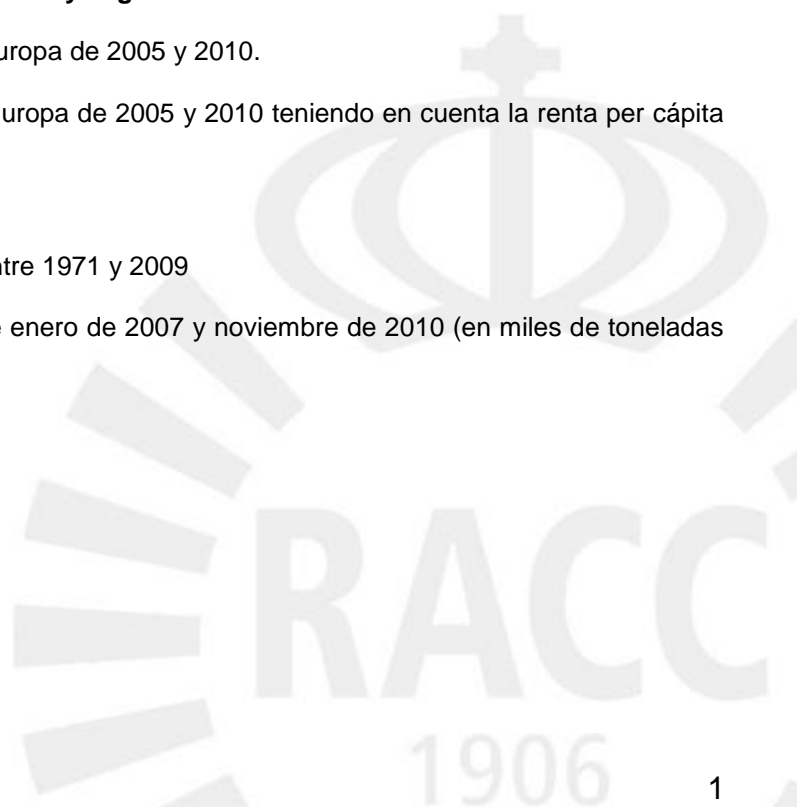 uropa de 2005 y 2010.
uropa de 2005 y 2010 teniendo en cuenta la renta per cápita
ntre 1971 y 2009
e enero de 2007 y noviembre de 2010 (en miles de toneladas
RACC
1906
1